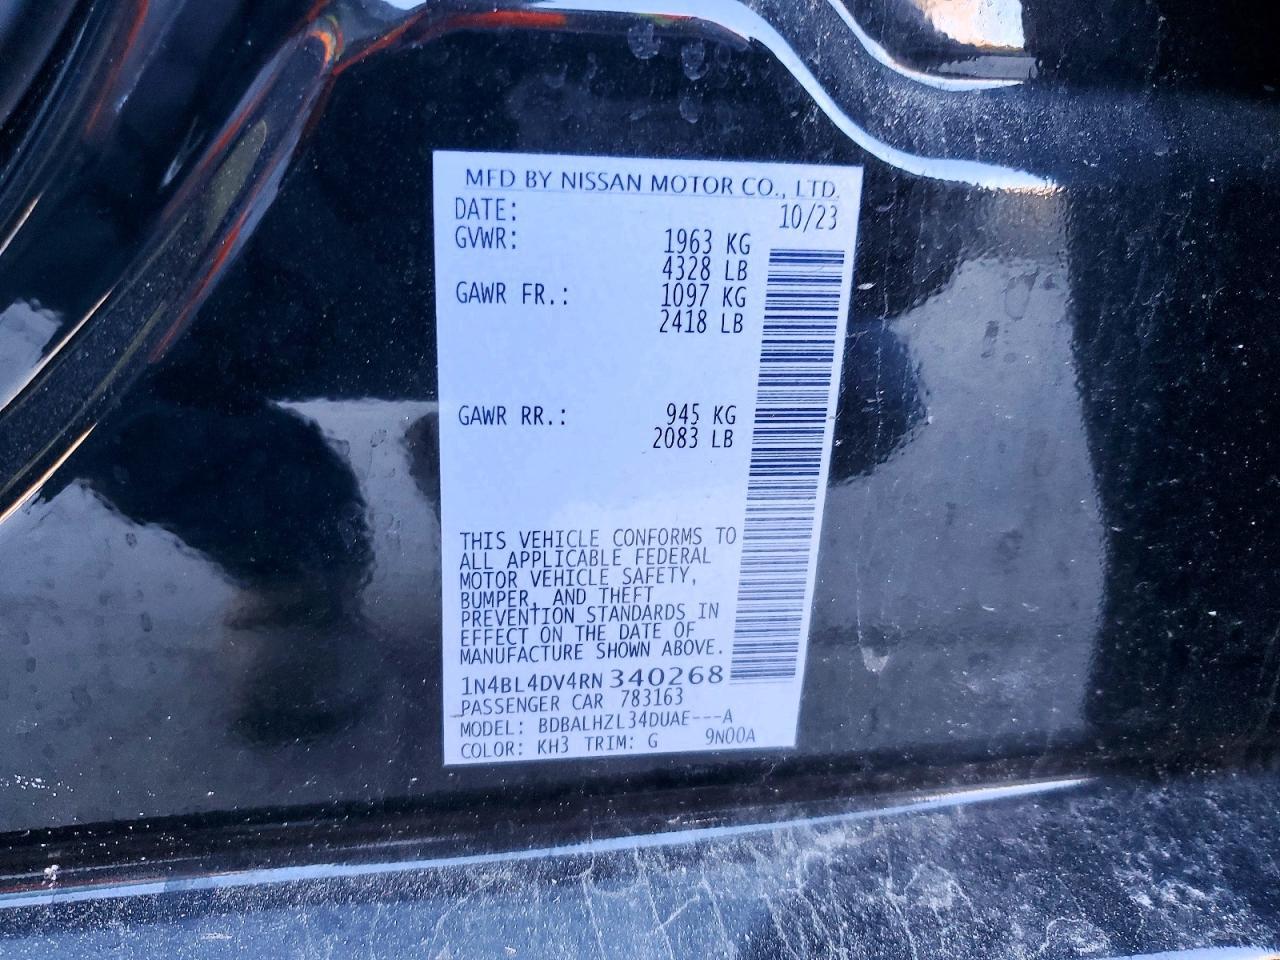 MFD BY NISSAN MOTOR CO., LTD.
DATE: 10/23
GVWR: 1963 KG
4328 LB
GAWR FR.: 1097 KG
2418 LB
GAWR RR.: 945 KG
2083 LB
THIS VEHICLE CONFORMS TO
ALL APPLICABLE FEDERAL
MOTOR VEHICLE SAFETY,
BUMPER, AND THEFT
PREVENTION STANDARDS IN
EFFECT ON THE DATE OF
MANUFACTURE SHOWN ABOVE.
1N4BL4DV4RN340268
PASSENGER CAR 783163
MODEL: BDBALHZL34DUAE---A
COLOR: KH3 TRIM: G 9N00A